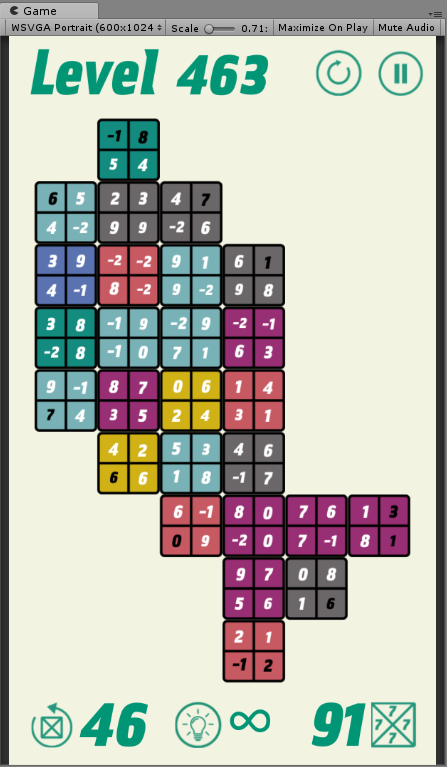 Game
WSVGA Portrait (600x1024 Scale 0.71: Maximize On Play Mute Audio
Level 463
-1 8
5 4
6 5 2 3 4 7
4 -2 9 9 -2 6
3 9 -2 -2 9 1 6 1
4 -1 8 -2 9 -2 9 8
3 8 -1 9 -2 9 -2 -1
-2 8 -1 0 7 1 6 3
9 -1 8 7 0 6 1 4
7 4 3 5 2 4 3 1
4 2 5 3 4 6
6 6 1 8 -1 7
6 -1 8 0 7 6 1 3
0 9 -2 0 7 -1 8 1
9 7 0 8
5 6 1 6
2 1
-1 2
46 ∞ 91 7 7 7 7